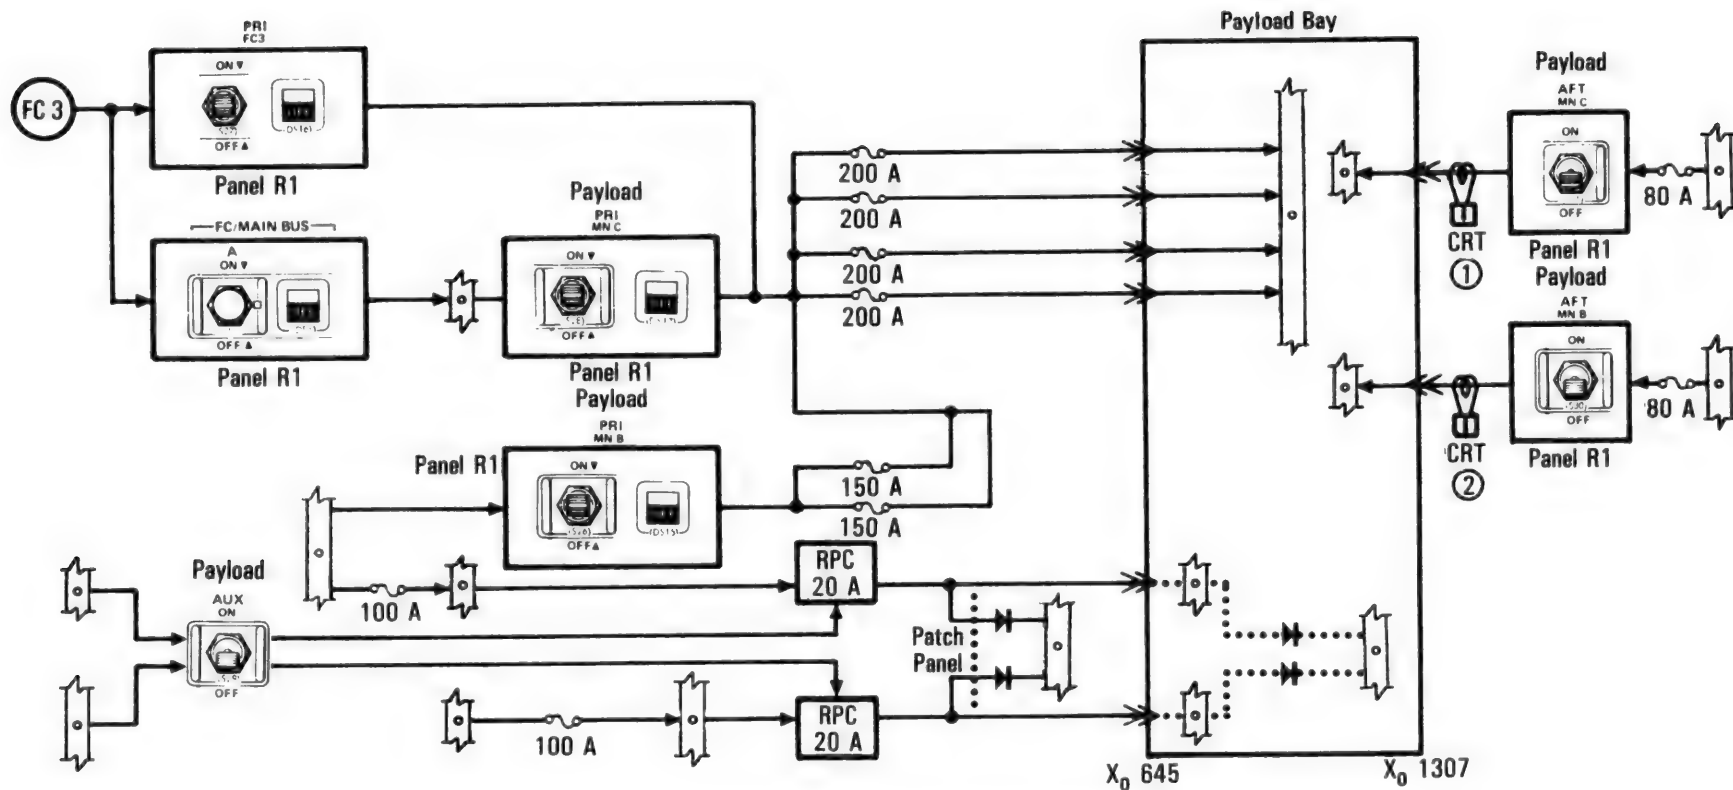 Payload Bay
PRI
FC3
ON ▼
OFF ▲
(DS16)
Panel R1
FC 3
FC/MAIN BUS
A
ON ▼
OFF ▲
Panel R1
Payload
PRI
MN C
ON ▼
OFF ▲
Panel R1
Payload
PRI
MN B
Panel R1
ON ▼
OFF ▲
(DS15)
200 A
200 A
200 A
200 A
150 A
150 A
Payload
AFT
MN C
ON
OFF
Panel R1
80 A
CRT
1
Payload
AFT
MN B
ON
OFF
Panel R1
80 A
CRT
2
Payload
AUX
ON
OFF
100 A
RPC
20 A
Patch
Panel
100 A
RPC
20 A
X0 645
X0 1307